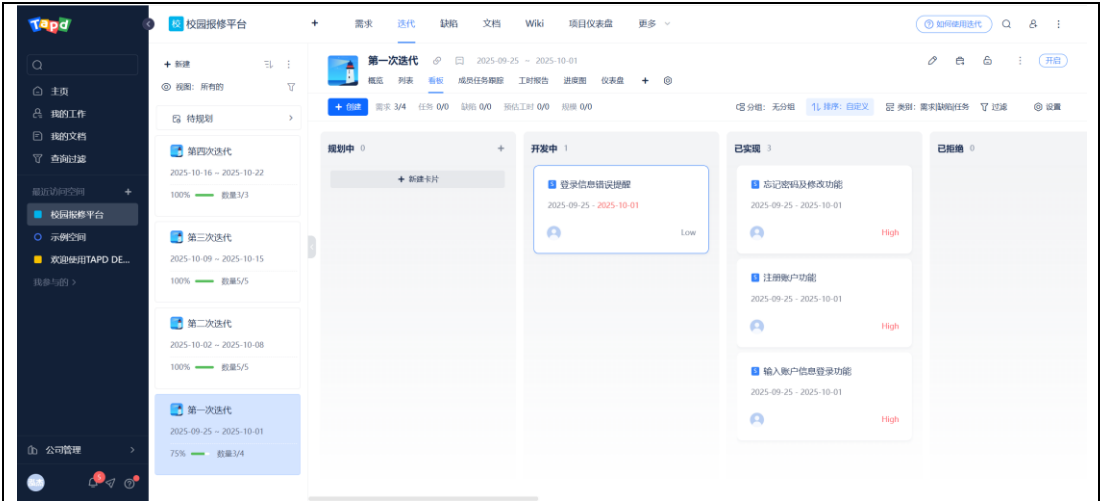 Tapd
校 校园报修平台
+ 需求 迭代 缺陷 文档 Wiki 项目仪表盘 更多
如何使用迭代
主页
我的工作
我的文档
查询过滤
最近访问空间 +
校园报修平台
示例空间
欢迎使用TAPD DE...
我参与的 >
公司管理 >
+ 新建
视图: 所有的
待规划 >
第四次迭代
2025-10-16 ~ 2025-10-22
100% 数量3/3
第三次迭代
2025-10-09 ~ 2025-10-15
100% 数量5/5
第二次迭代
2025-10-02 ~ 2025-10-08
100% 数量5/5
第一次迭代
2025-09-25 ~ 2025-10-01
75% 数量3/4
第一次迭代 2025-09-25 ~ 2025-10-01
开启
概览 列表 看板 成员任务跟踪 工时报告 进度图 仪表盘 +
+ 创建 需求 3/4 任务 0/0 缺陷 0/0 预估工时 0/0 规模 0/0
分组: 无分组 排序: 自定义 类别: 需求|缺陷|任务 过滤 设置
规划中 0 +
+ 新建卡片
开发中 1
登录信息错误提醒
2025-09-25 - 2025-10-01
Low
已实现 3
忘记密码及修改功能
2025-09-25 - 2025-10-01
High
注册账户功能
2025-09-25 - 2025-10-01
High
输入账户信息登录功能
2025-09-25 - 2025-10-01
High
已拒绝 0